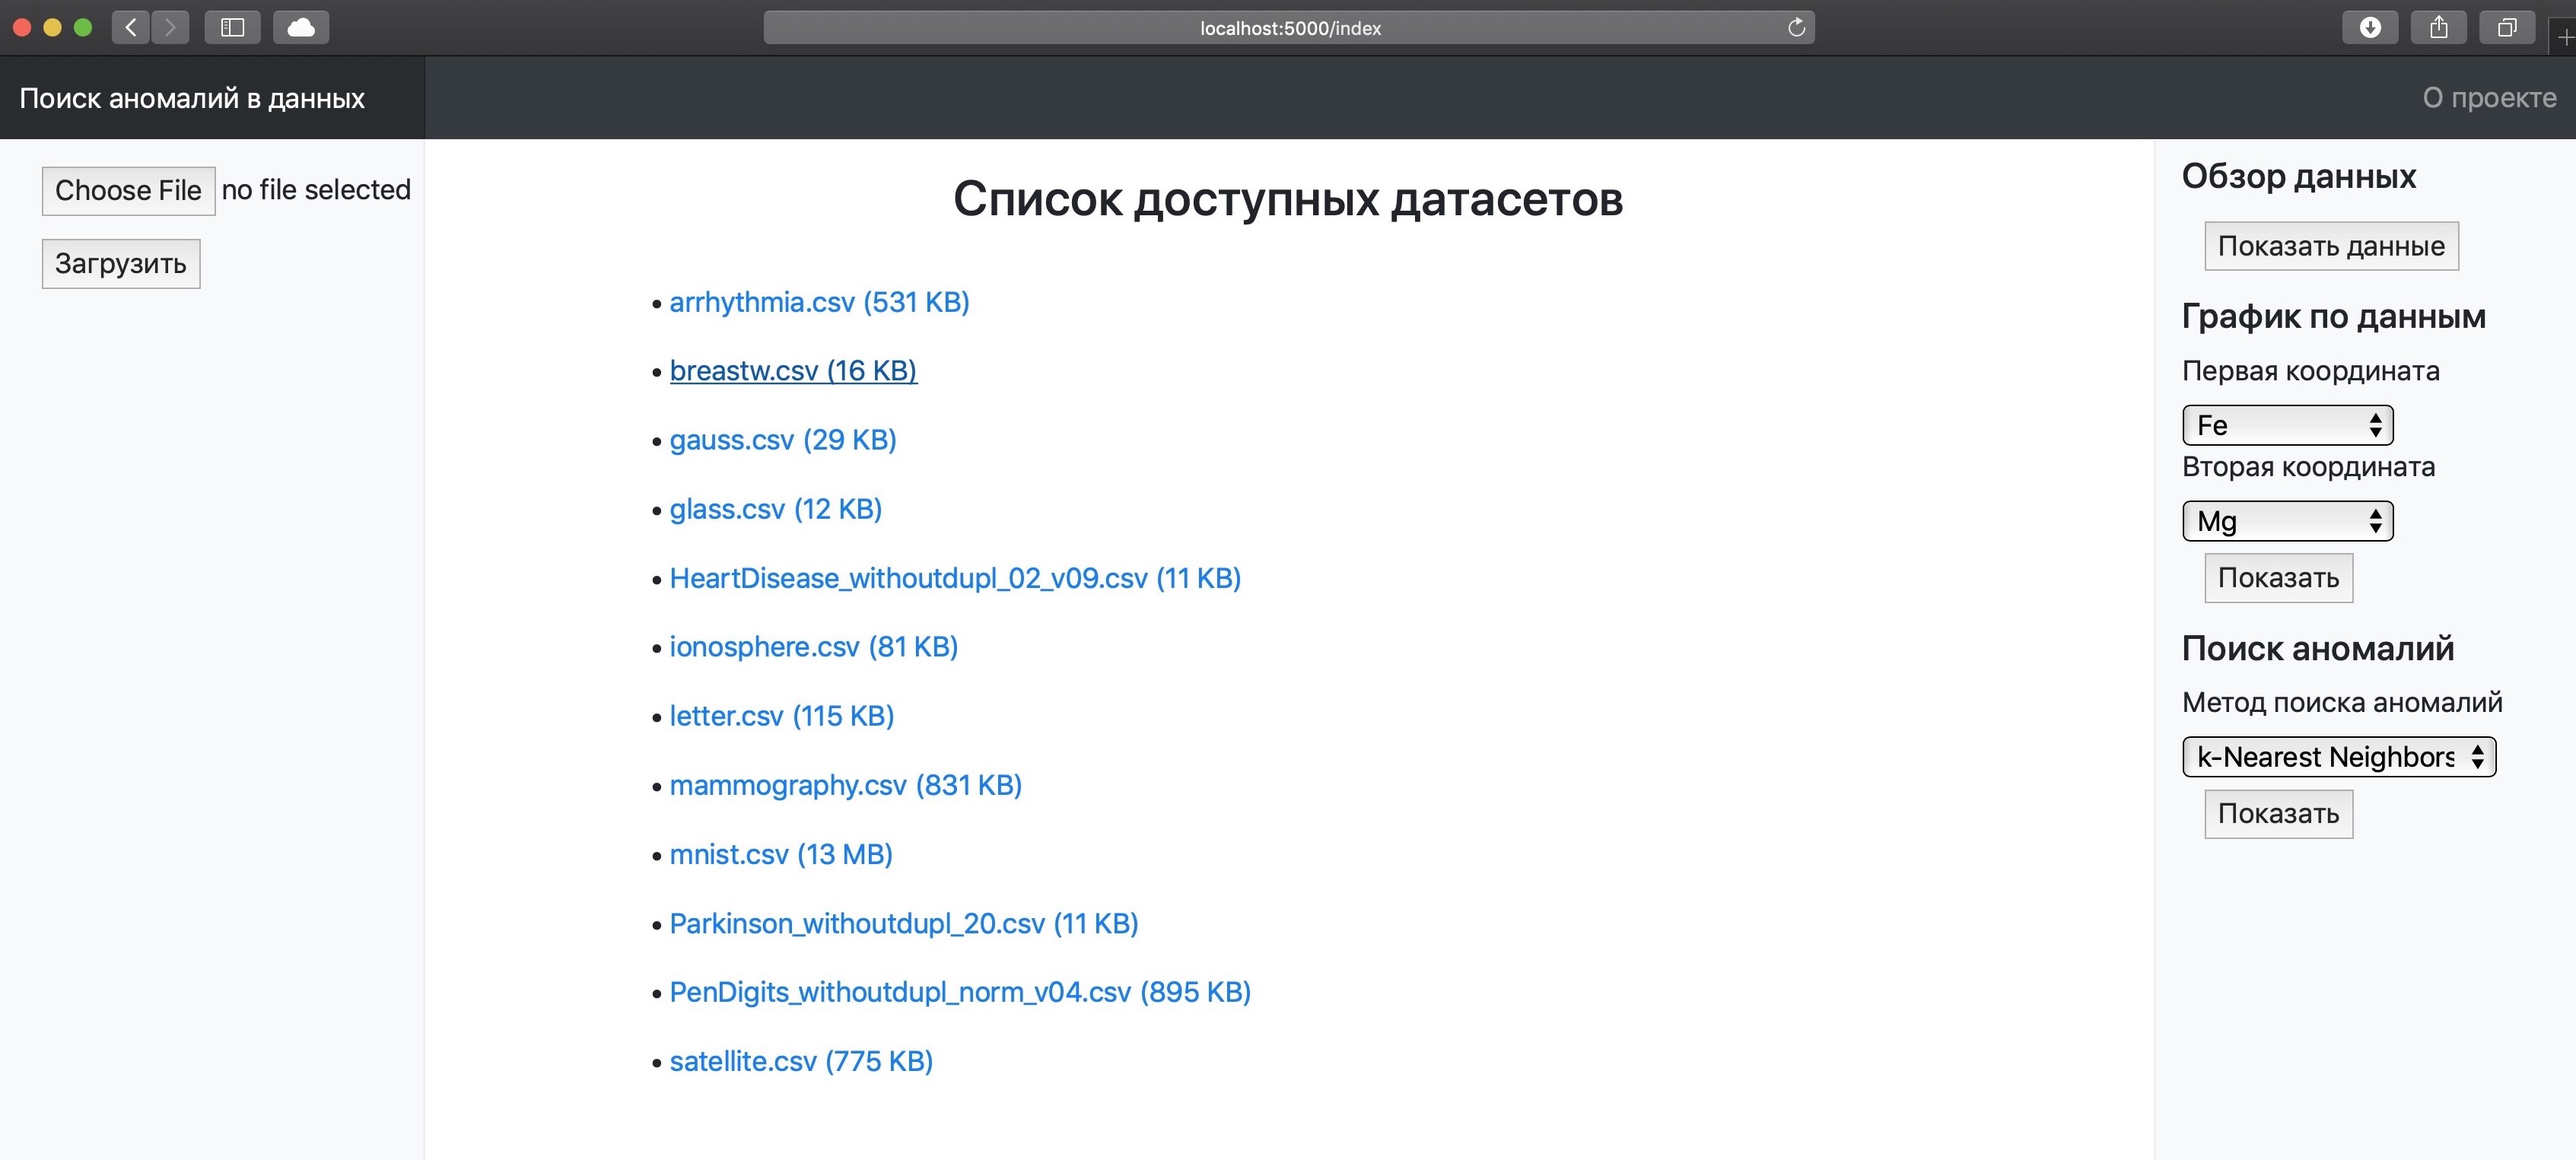 localhost:5000/index
Поиск аномалий в данных
О проекте
Choose File no file selected
Загрузить
Список доступных датасетов
• arrhythmia.csv (531 KB)
• breastw.csv (16 KB)
• gauss.csv (29 KB)
• glass.csv (12 KB)
• HeartDisease_withoutdupl_02_v09.csv (11 KB)
• ionosphere.csv (81 KB)
• letter.csv (115 KB)
• mammography.csv (831 KB)
• mnist.csv (13 MB)
• Parkinson_withoutdupl_20.csv (11 KB)
• PenDigits_withoutdupl_norm_v04.csv (895 KB)
• satellite.csv (775 KB)
Обзор данных
Показать данные
График по данным
Первая координата
Fe
Вторая координата
Mg
Показать
Поиск аномалий
Метод поиска аномалий
k-Nearest Neighbors
Показать